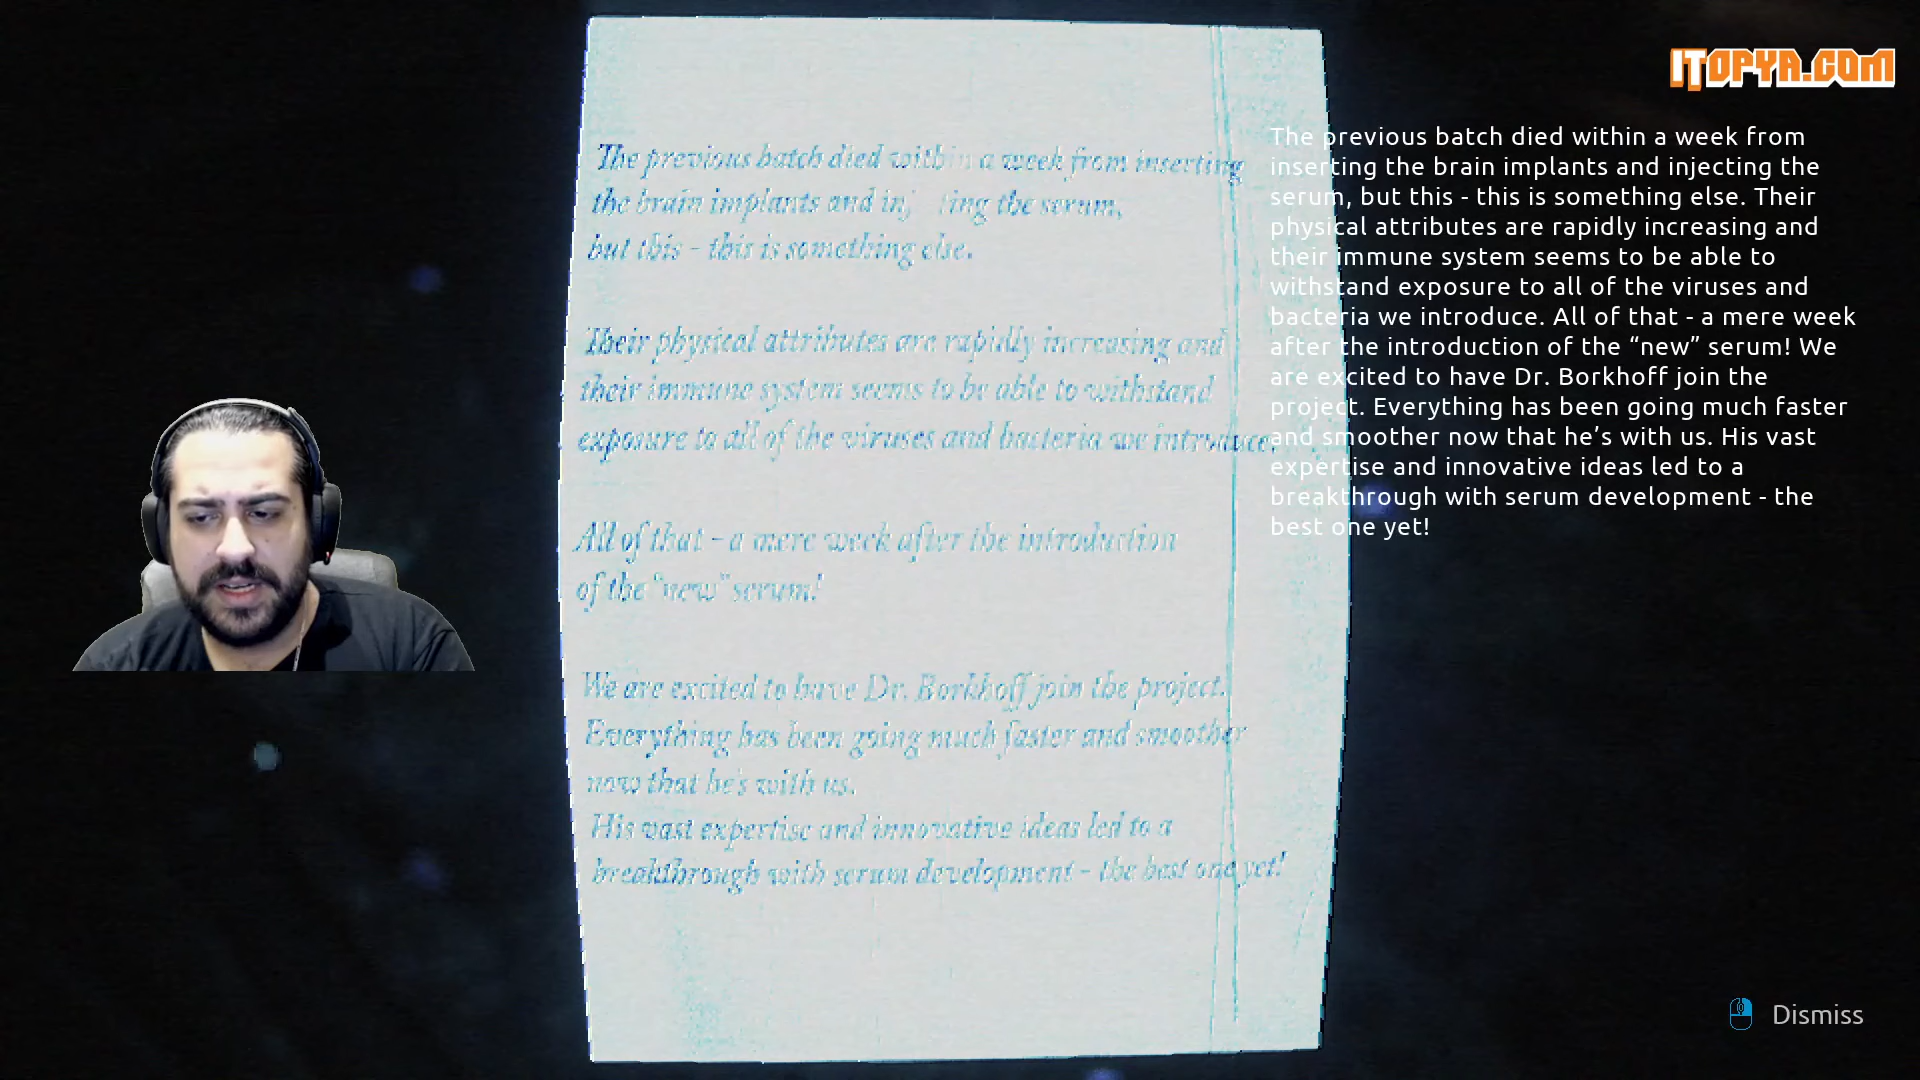 The previous batch died within a week from inserting
the brain implants and in, ting the serum,
but this - this is something else.
Their physical attributes are rapidly increasing and
their immune system seems to be able to withstand
exposure to all of the viruses and bacteria we introduce.
All of that - a mere week after the introduction
of the "new" serum!
We are excited to have Dr. Borkhoff join the project.
Everything has been going much faster and smoother
now that he's with us.
His vast expertise and innovative ideas led to a
breakthrough with serum development - the best one yet!
ITOPYA.COM
The previous batch died within a week from
inserting the brain implants and injecting the
serum, but this - this is something else. Their
physical attributes are rapidly increasing and
their immune system seems to be able to
withstand exposure to all of the viruses and
bacteria we introduce. All of that - a mere week
after the introduction of the “new” serum! We
are excited to have Dr. Borkhoff join the
project. Everything has been going much faster
and smoother now that he’s with us. His vast
expertise and innovative ideas led to a
breakthrough with serum development - the
best one yet!
Dismiss